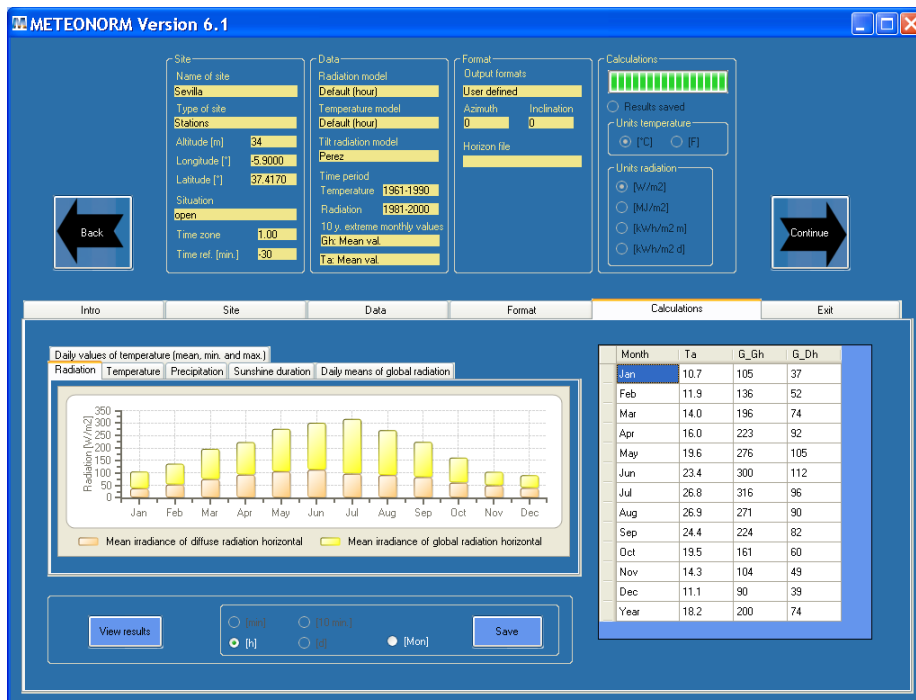 METEONORM Version 6.1
Site
Name of site
Sevilla
Type of site
Stations
Altitude [m] 34
Longitude [°] -5.9000
Latitude [°] 37.4170
Situation
open
Time zone 1.00
Time ref. [min.] -30
Data
Radiation model
Default (hour)
Temperature model
Default (hour)
Tilt radiation model
Perez
Time period
Temperature 1961-1990
Radiation 1981-2000
10 y. extreme monthly values
Gh: Mean val.
Ta: Mean val.
Format
Output formats
User defined
Azimuth Inclination
0 0
Horizon file
Calculations
Results saved
Units temperature
[°C] [F]
Units radiation
[W/m2]
[MJ/m2]
[kWh/m2 m]
[kWh/m2 d]
Back
Continue
Intro Site Data Format Calculations Exit
Daily values of temperature (mean, min. and max.)
Radiation Temperature Precipitation Sunshine duration Daily means of global radiation
Radiation [W/m2]
350
300
250
200
150
100
50
0
Jan Feb Mar Apr May Jun Jul Aug Sep Oct Nov Dec
Mean irradiance of diffuse radiation horizontal Mean irradiance of global radiation horizontal
Month Ta G_Gh G_Dh
Jan 10.7 105 37
Feb 11.9 136 52
Mar 14.0 196 74
Apr 16.0 223 92
May 19.6 276 105
Jun 23.4 300 112
Jul 26.8 316 96
Aug 26.9 271 90
Sep 24.4 224 82
Oct 19.5 161 60
Nov 14.3 104 49
Dec 11.1 90 39
Year 18.2 200 74
View results
[min] [10 min.]
[h] [d] [Mon]
Save